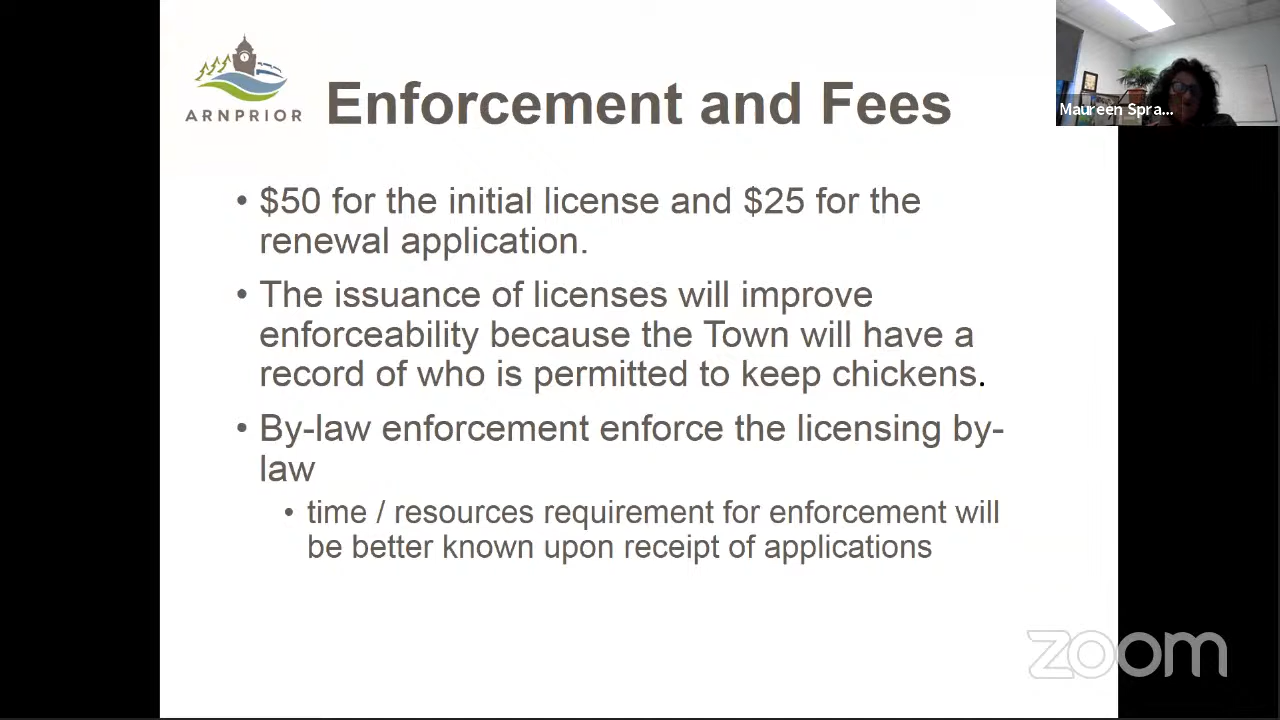 ARNPRIOR
Enforcement and Fees
Maureen Spra...
• $50 for the initial license and $25 for the
renewal application.
• The issuance of licenses will improve
enforceability because the Town will have a
record of who is permitted to keep chickens.
• By-law enforcement enforce the licensing by-
law
• time / resources requirement for enforcement will
be better known upon receipt of applications
zoom